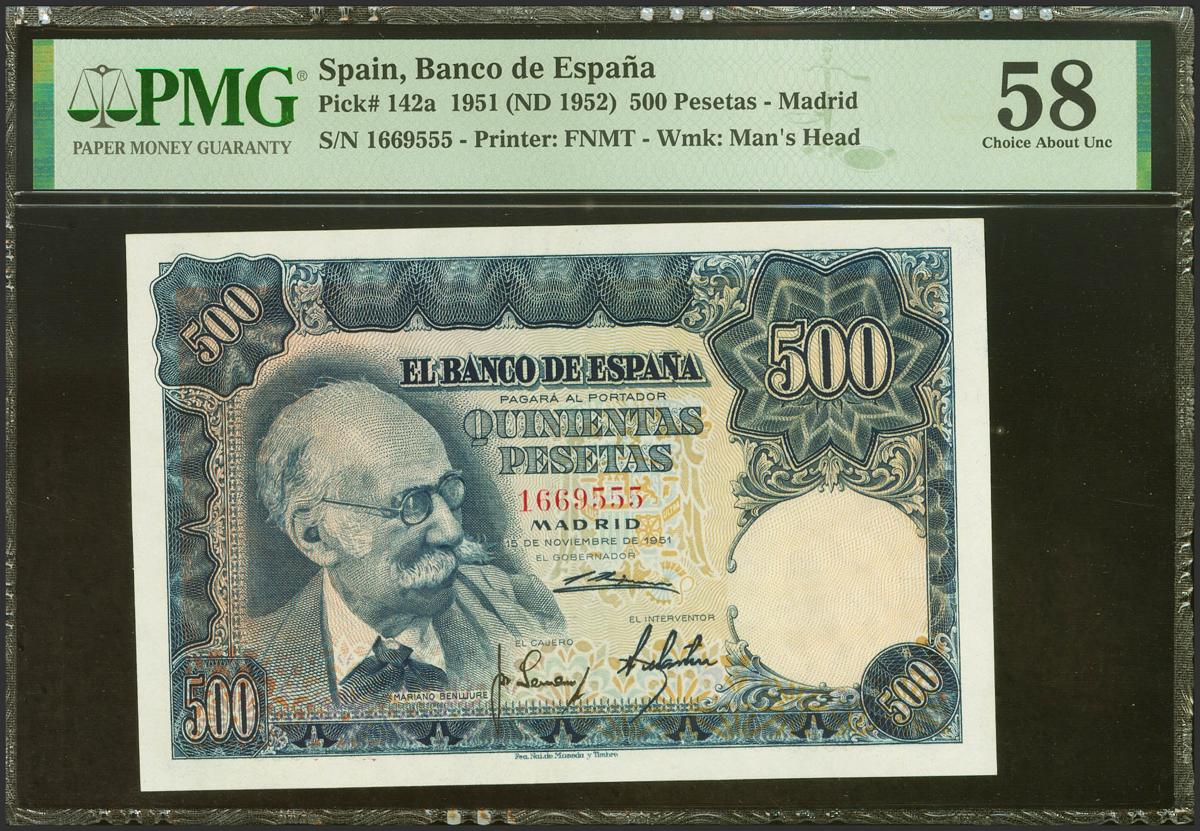 PMG®
PAPER MONEY GUARANTY
Spain, Banco de España
Pick# 142a 1951 (ND 1952) 500 Pesetas - Madrid
S/N 1669555 - Printer: FNMT - Wmk: Man's Head
58
Choice About Unc
500
500
EL BANCO DE ESPAÑA
PAGARÁ AL PORTADOR
QUINIENTAS
PESETAS
1669555
MADRID
15 DE NOVIEMBRE DE 1951
EL GOBERNADOR
EL INTERVENTOR
EL CAJERO
MARIANO BENLLIURE
500
500
Fca. Nal. de Moneda y Timbre